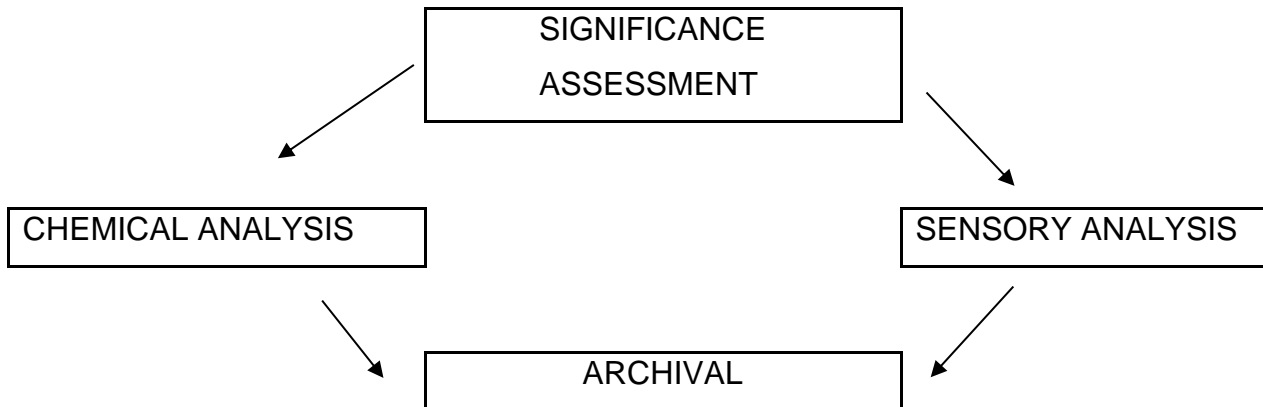 SIGNIFICANCE
ASSESSMENT
CHEMICAL ANALYSIS
SENSORY ANALYSIS
ARCHIVAL